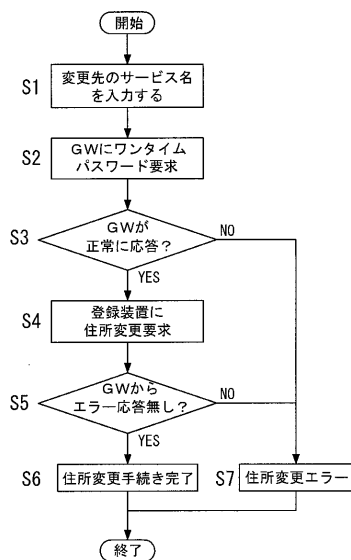 開始
S1
変更先のサービス名
を入力する
S2
GWにワンタイム
パスワード要求
S3
GWが
正常に応答？
NO
YES
S4
登録装置に
住所変更要求
S5
GWから
エラー応答無し？
NO
YES
S6
住所変更手続き完了
S7
住所変更エラー
終了